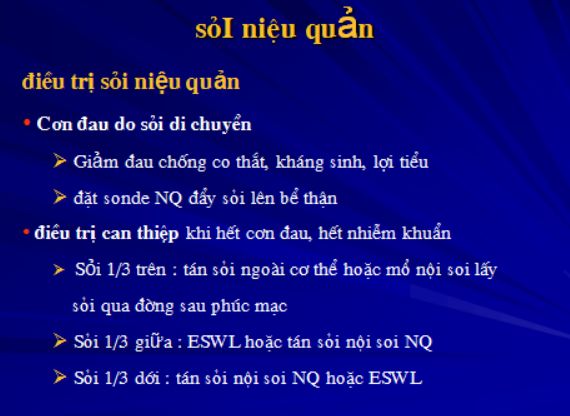 sỏI niệu quản
điều trị sỏi niệu quản
• Cơn đau do sỏi di chuyển
➢ Giảm đau chống co thắt, kháng sinh, lợi tiểu
➢ đặt sonde NQ đẩy sỏi lên bể thận
• điều trị can thiệp khi hết cơn đau, hết nhiễm khuẩn
➢ SỎi 1/3 trên : tán sỏi ngoài cơ thể hoặc mổ nội soi lấy
sỏi qua đờng sau phúc mạc
➢ Sỏi 1/3 giữa : ESWL hoặc tán sỏi nội soi NQ
➢ Sỏi 1/3 dới : tán sỏi nội soi NQ hoặc ESWL